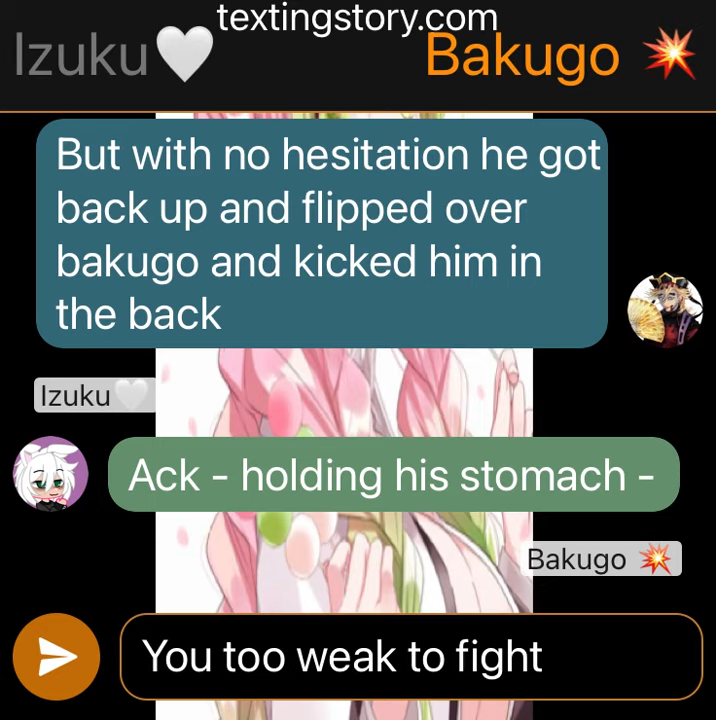 textingstory.com
Izuku🤍 Bakugo 💥
But with no hesitation he got
back up and flipped over
bakugo and kicked him in
the back
Izuku🤍
Ack - holding his stomach -
Bakugo 💥
You too weak to fight